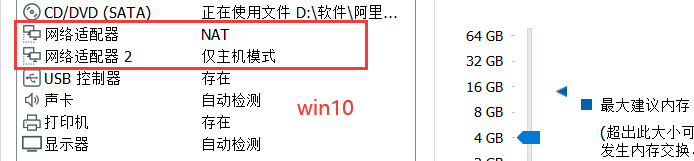 CD/DVD (SATA) 正在使用文件 D:\软件\阿里...
网络适配器 NAT
网络适配器 2 仅主机模式
USB 控制器 存在
声卡 自动检测
打印机 存在
显示器 自动检测
win10
64 GB
32 GB
16 GB
8 GB
4 GB
2 GB
最大建议内存
(超出此大小可
发生内存交换.